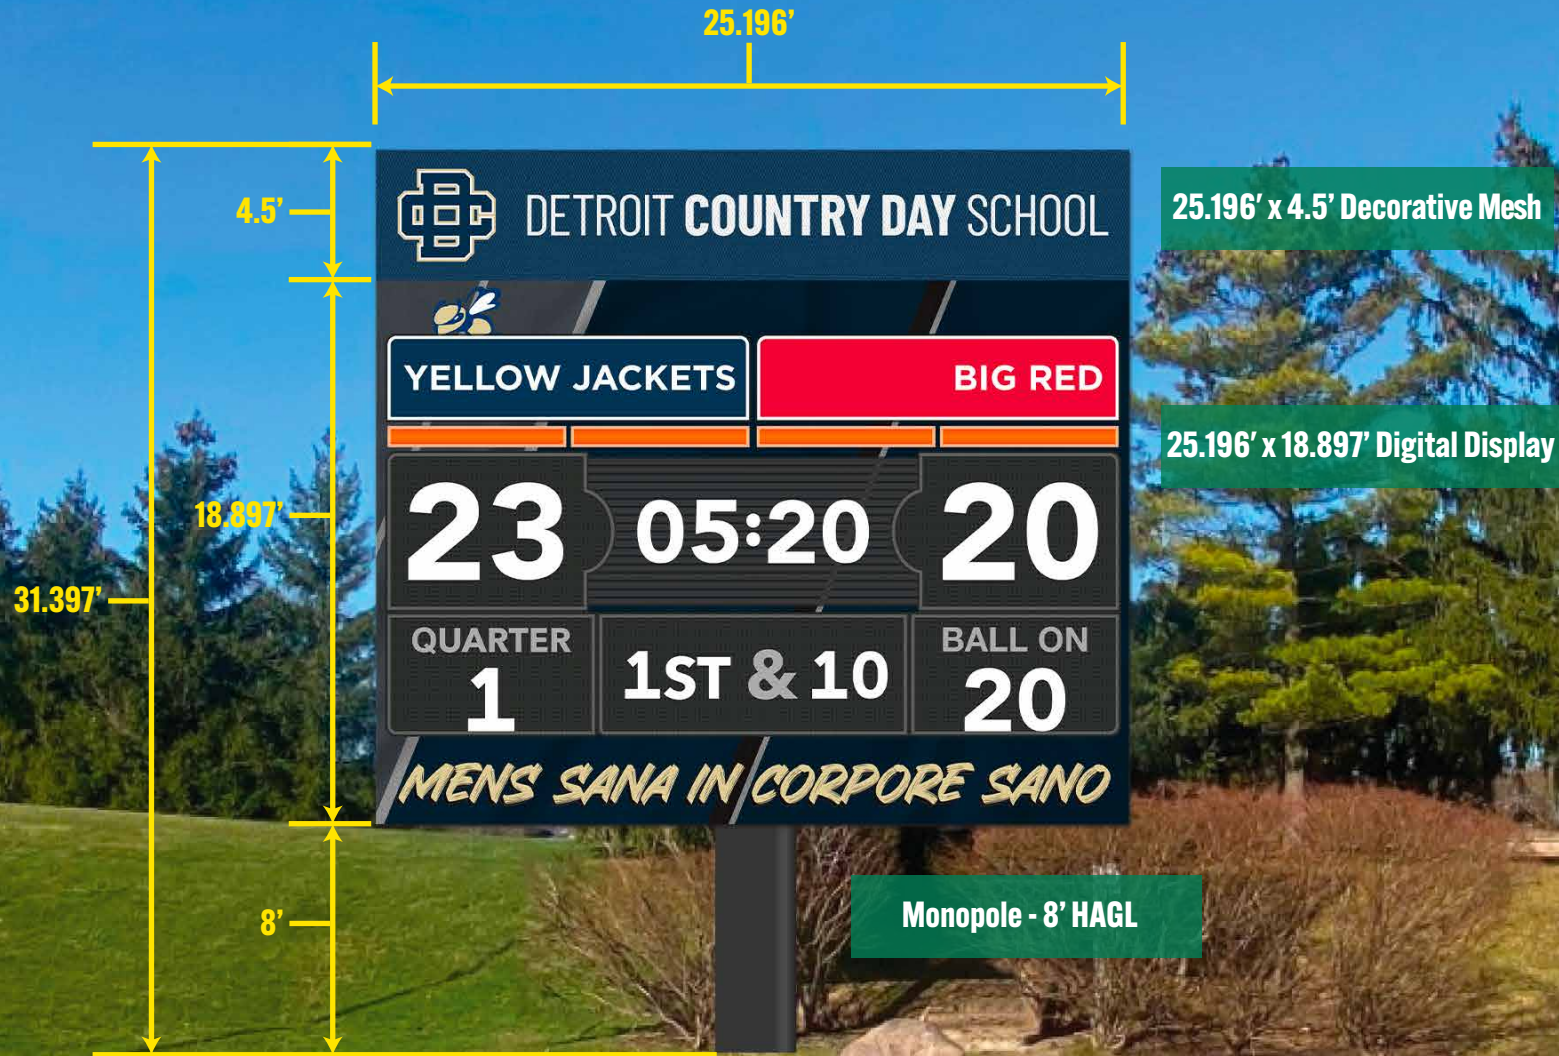 25.196’
4.5’
DETROIT COUNTRY DAY SCHOOL
25.196′ x 4.5’ Decorative Mesh
YELLOW JACKETS
BIG RED
25.196′ x 18.897’ Digital Display
18.897’
23
05:20
20
31.397’
QUARTER
1
1ST & 10
BALL ON
20
MENS SANA IN CORPORE SANO
8’
Monopole - 8’ HAGL